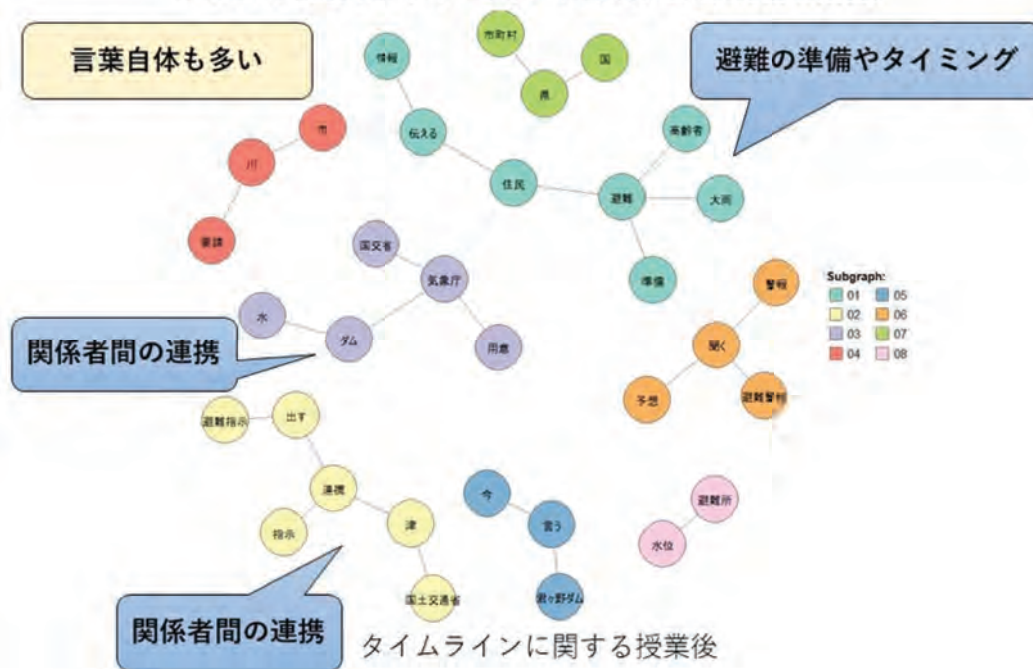 言葉自体も多い
避難の準備やタイミング
市町村
国
県
情報
伝える
住民
避難
高齢者
大雨
準備
市
川
要請
国交省
気象庁
水
ダム
用意
関係者間の連携
警報
聞く
予想
避難警報
Subgraph:
01 05
02 06
03 07
04 08
避難指示
出す
連携
指示
津
国土交通省
今
言う
君ヶ野ダム
避難所
水位
関係者間の連携
タイムラインに関する授業後